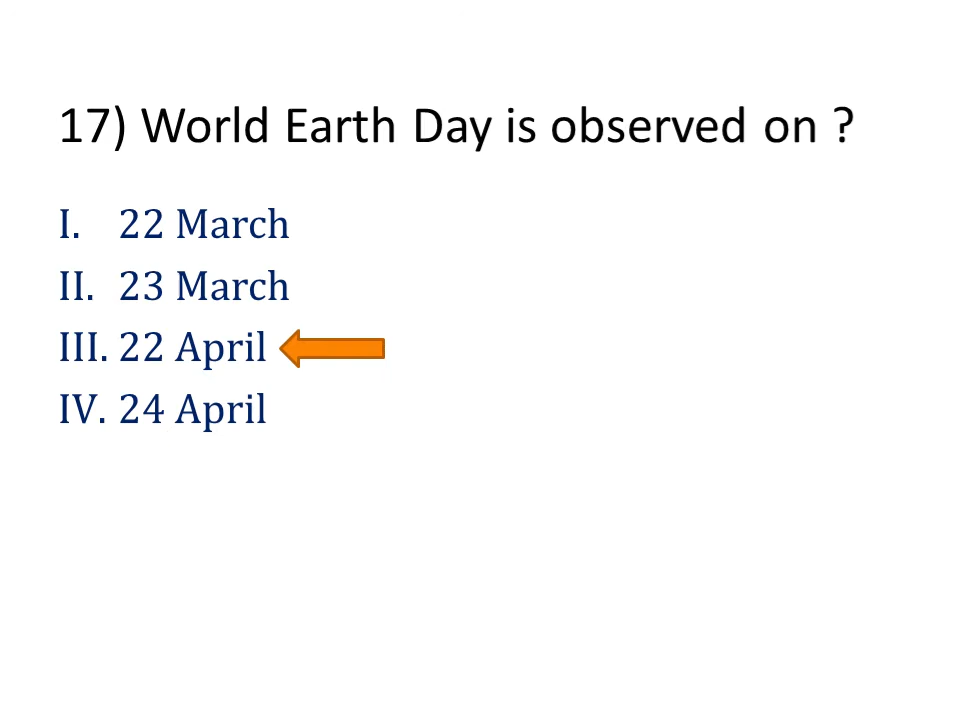 17) World Earth Day is observed on ?
I. 22 March
II. 23 March
III. 22 April
IV. 24 April